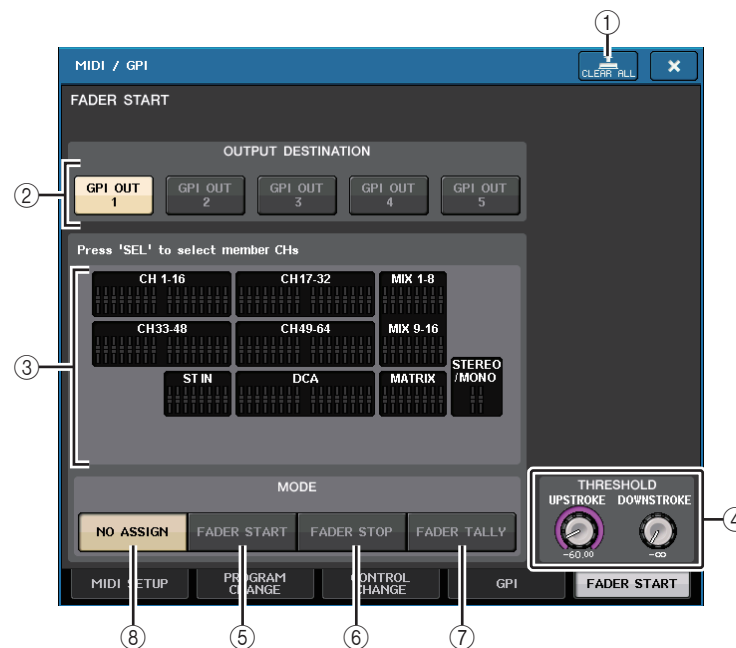 ①
MIDI / GPI
CLEAR ALL
×
FADER START
OUTPUT DESTINATION
②
GPI OUT 1
GPI OUT 2
GPI OUT 3
GPI OUT 4
GPI OUT 5
Press 'SEL' to select member CHs
③
CH 1-16
CH17-32
MIX 1-8
CH33-48
CH49-64
MIX 9-16
ST IN
DCA
MATRIX
STEREO
/MONO
MODE
NO ASSIGN
FADER START
FADER STOP
FADER TALLY
THRESHOLD
UPSTROKE
DOWNSTROKE
-60.00
-∞
④
MIDI SETUP
PROGRAM
CHANGE
CONTROL
CHANGE
GPI
FADER START
⑧
⑤
⑥
⑦